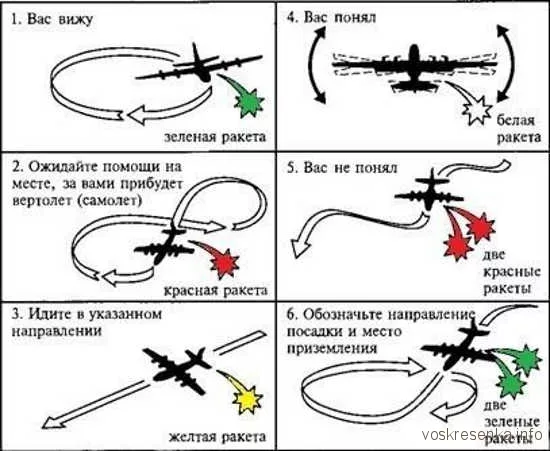 1. Вас вижу
зеленая ракета
2. Ожидайте помощи на
месте, за вами прибудет
вертолет (самолет)
красная ракета
3. Идите в указанном
направлении
желтая ракета
4. Вас понял
белая
ракета
5. Вас не понял
две
красные
ракеты
6. Обозначьте направление
посадки и место
приземления
две
зеленые
ракеты
voskresenka.info